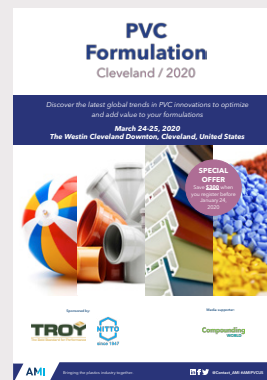 PVC
Formulation
Cleveland / 2020
Discover the latest global trends in PVC innovations to optimize
and add value to your formulations
March 24-25, 2020
The Westin Cleveland Downton, Cleveland, United States
SPECIAL
OFFER
Save $300 when
you register before
January 24,
2020
Sponsored by:
Media supporter:
TROY
NITTO
since 1947
Compounding
WORLD
AMI
Bringing the plastics industry together
@Contact_AMI #AMIPVCUS